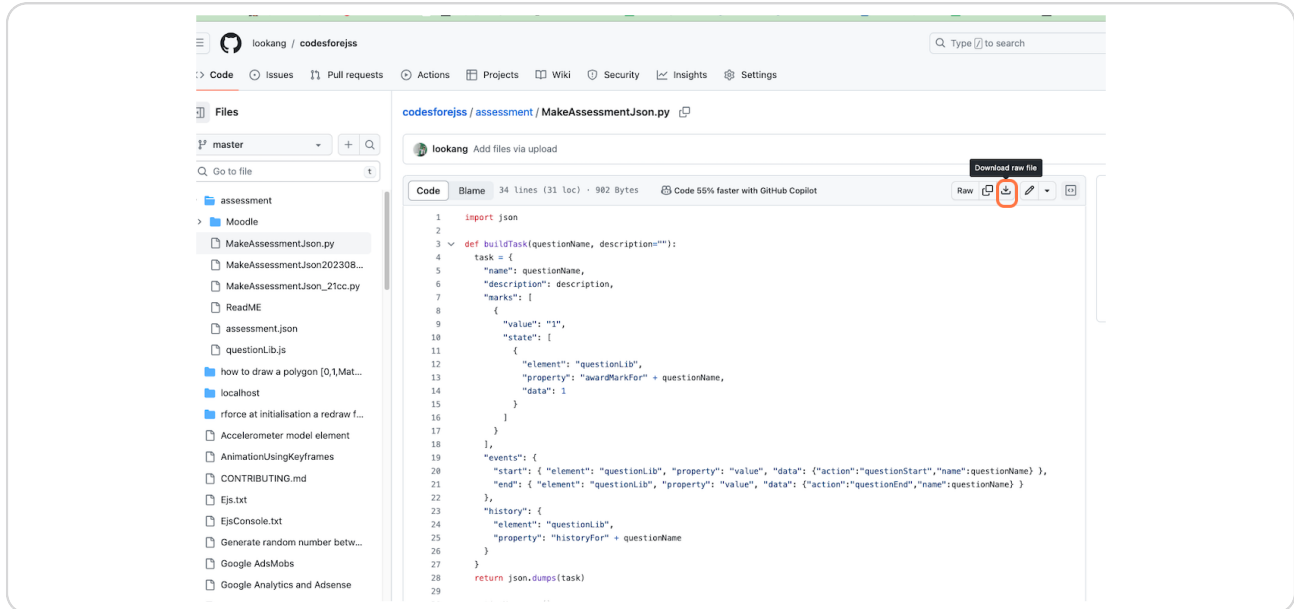 lookang / codesforejss
Type / to search
Code Issues Pull requests Actions Projects Wiki Security Insights Settings
Files
master
Go to file t
assessment
Moodle
MakeAssessmentJson.py
MakeAssessmentJson202308...
MakeAssessmentJson_21cc.py
ReadME
assessment.json
questionLib.js
how to draw a polygon [0,1,Mat...
localhost
rforce at initialisation a redraw f...
Accelerometer model element
AnimationUsingKeyframes
CONTRIBUTING.md
Ejs.txt
EjsConsole.txt
Generate random number betw...
Google AdsMobs
Google Analytics and Adsense
codesforejss / assessment / MakeAssessmentJson.py
lookang Add files via upload
Download raw file
Code Blame 34 lines (31 loc) · 902 Bytes Code 55% faster with GitHub Copilot Raw
1 import json
2
3 def buildTask(questionName, description=""):
4 task = {
5 "name": questionName,
6 "description": description,
7 "marks": [
8 {
9 "value": "1",
10 "state": [
11 {
12 "element": "questionLib",
13 "property": "awardMarkFor" + questionName,
14 "data": 1
15 }
16 ]
17 }
18 ],
19 "events": {
20 "start": { "element": "questionLib", "property": "value", "data": {"action":"questionStart","name":questionName} },
21 "end": { "element": "questionLib", "property": "value", "data": {"action":"questionEnd","name":questionName} }
22 },
23 "history": {
24 "element": "questionLib",
25 "property": "historyFor" + questionName
26 }
27 }
28 return json.dumps(task)
29